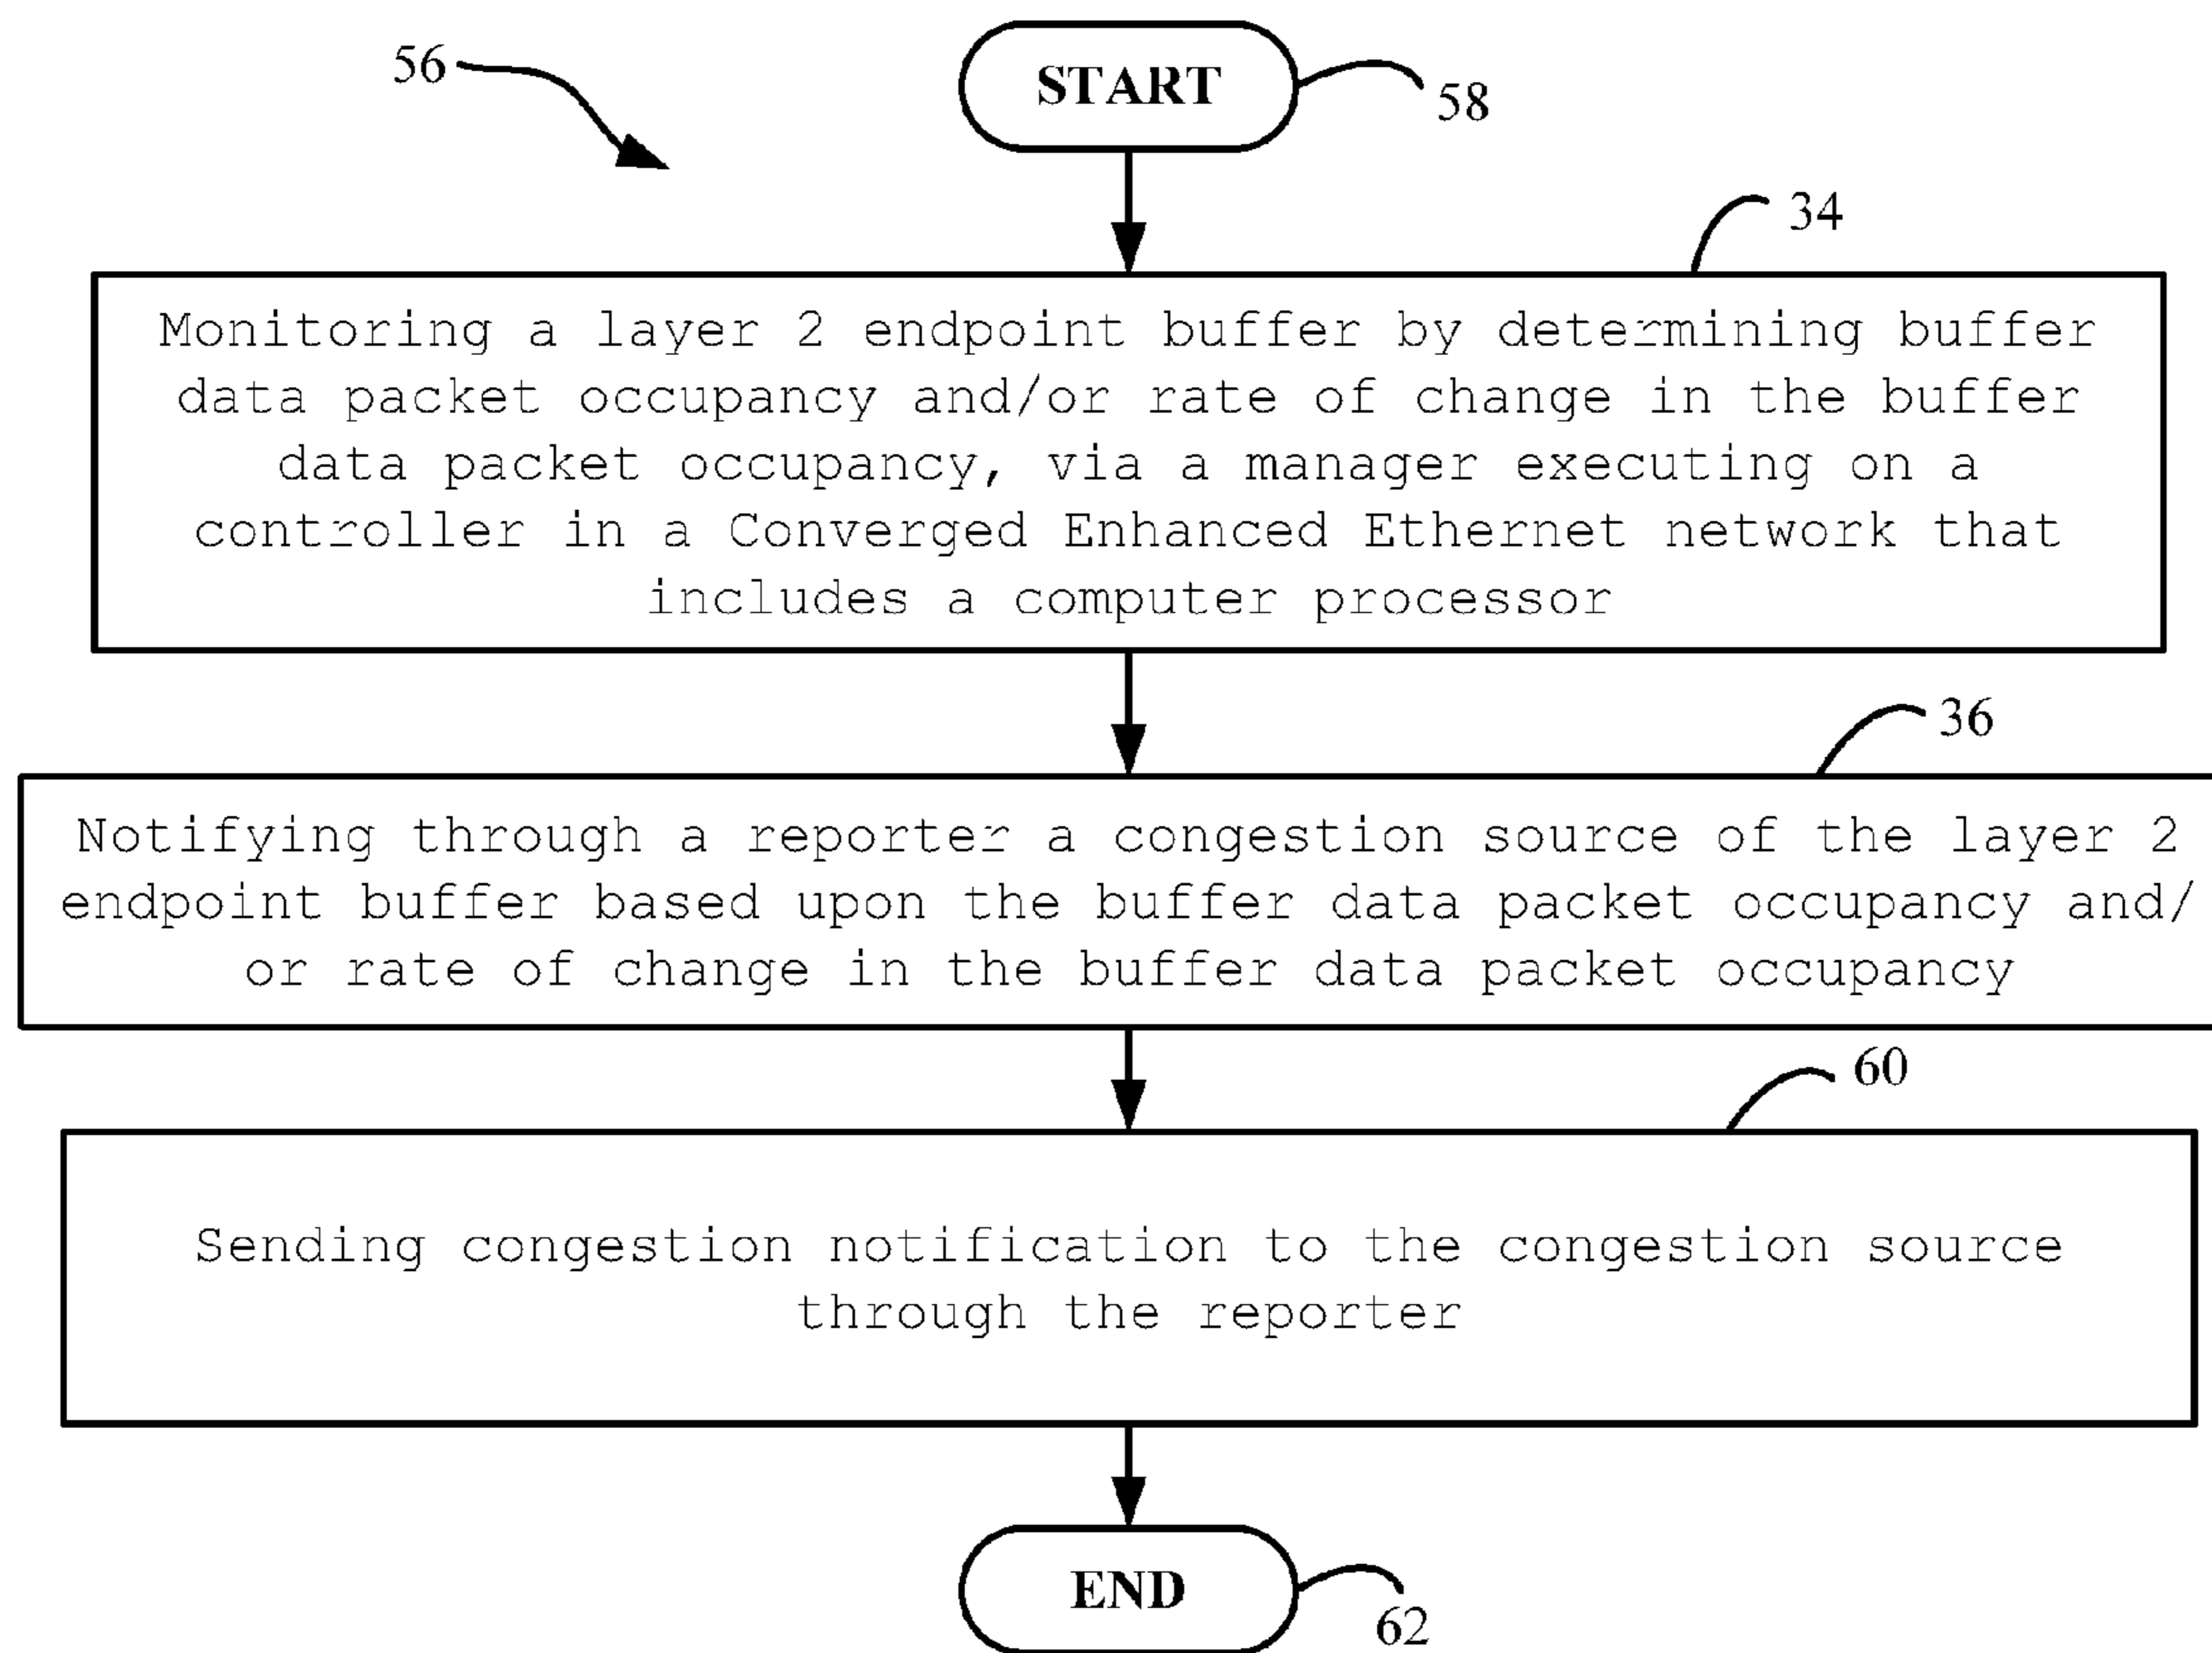 56
START
58
34
Monitoring a layer 2 endpoint buffer by determining buffer
data packet occupancy and/or rate of change in the buffer
data packet occupancy, via a manager executing on a
controller in a Converged Enhanced Ethernet network that
includes a computer processor
36
Notifying through a reporter a congestion source of the layer 2
endpoint buffer based upon the buffer data packet occupancy and/
or rate of change in the buffer data packet occupancy
60
Sending congestion notification to the congestion source
through the reporter
END
62